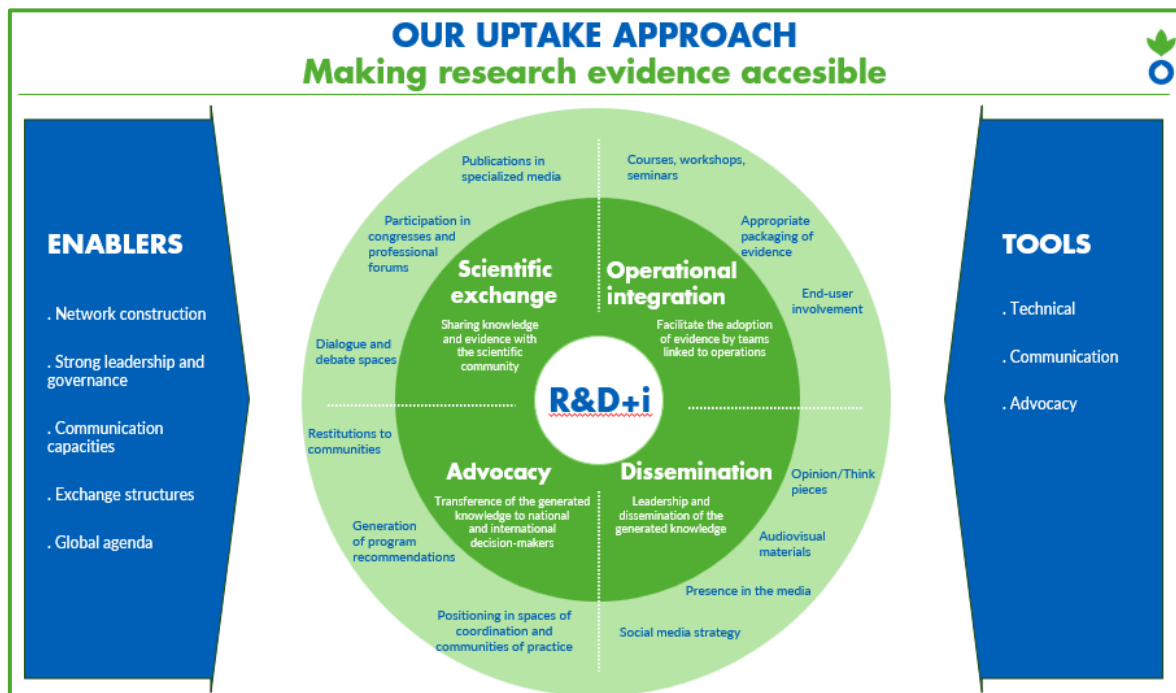 OUR UPTAKE APPROACH
Making research evidence accesible
ENABLERS
. Network construction
. Strong leadership and
governance
. Communication
capacities
. Exchange structures
. Global agenda
Publications in
specialized media
Participation in
congresses and
professional forums
Dialogue and
debate spaces
Scientific
exchange
Sharing knowledge
and evidence with
the scientific
community
Courses, workshops,
seminars
Appropriate
packaging of
evidence
End-user
involvement
Operational
integration
Facilitate the adoption
of evidence by teams
linked to operations
R&D+i
Restitutions to
communities
Generation
of program
recommendations
Positioning in spaces of
coordination and
communities of practice
Advocacy
Transference of the generated
knowledge to national
and international
decision-makers
Dissemination
Leadership and
dissemination of the
generated knowledge
Opinion/Think
pieces
Audiovisual
materials
Presence in the media
Social media strategy
TOOLS
. Technical
. Communication
. Advocacy